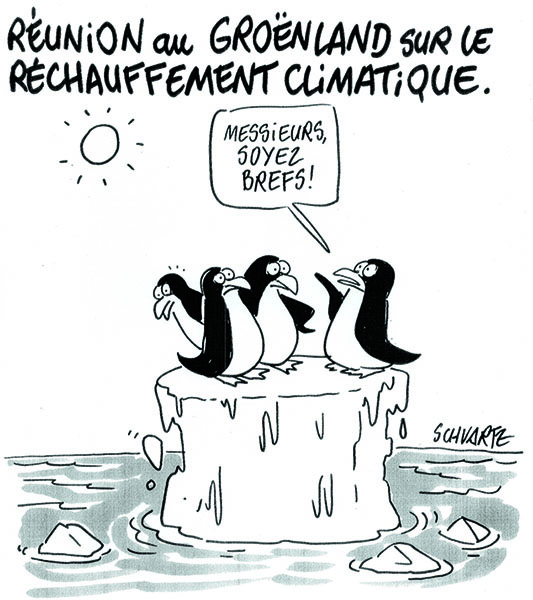 RÉUNION au GROËNLAND SUR LE
RÉCHAUFFEMENT CLIMATIQUE.
MESSIEURS,
SOYEZ
BREFS!
SCHVARTZ